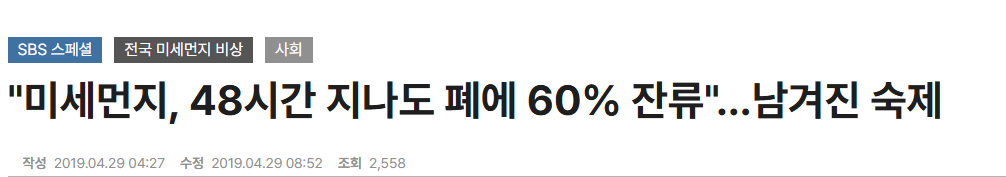 SBS 스페셜 전국 미세먼지 비상 사회
"미세먼지, 48시간 지나도 폐에 60% 잔류"...남겨진 숙제
작성 2019.04.29 04:27 수정 2019.04.29 08:52 조회 2,558